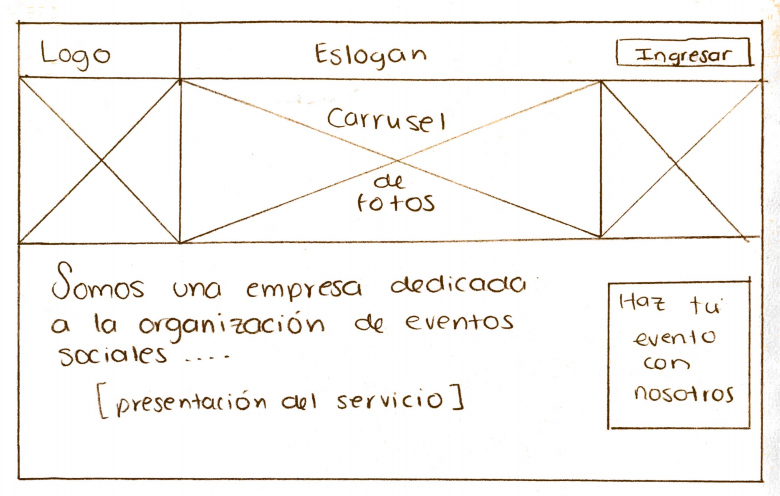 Logo
Eslogan
Ingresar
Carrusel
de
fotos
Somos una empresa dedicada
a la organización de eventos
sociales ....
[presentación del servicio]
Haz tu
evento
con
nosotros